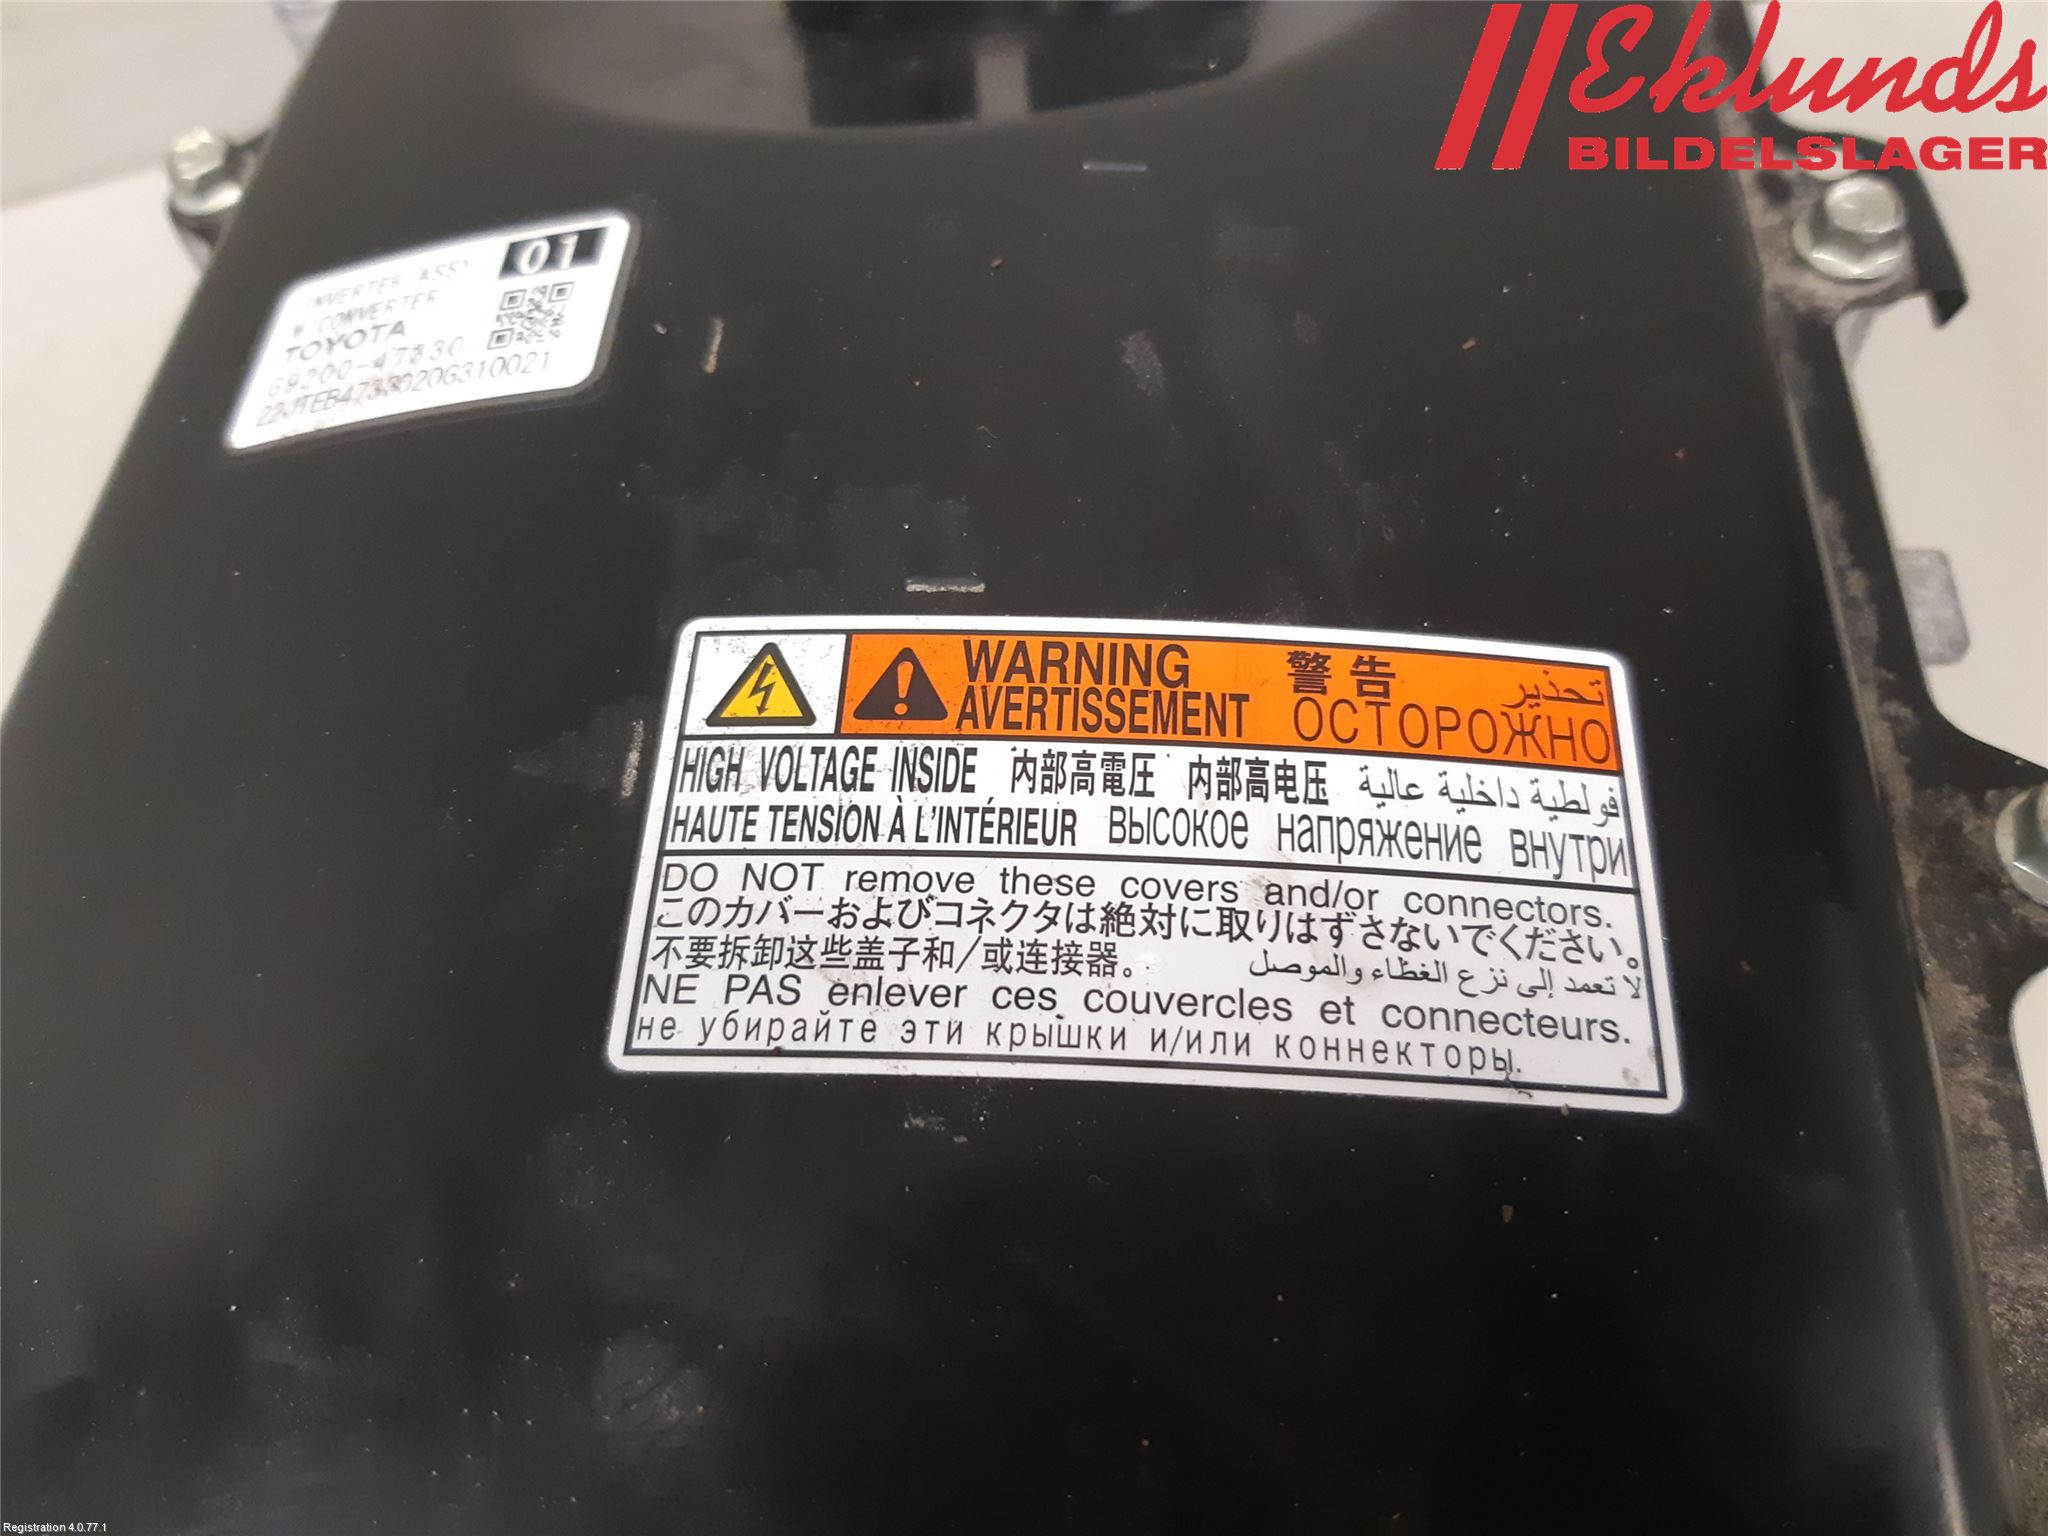 Eklunds
BILDELSLAGER
01
INVERTER ASSY
W CONVERTER
TOYOTA
G9200-47330
22JTEB4733020G310021
WARNING 警告 تحذير
AVERTISSEMENT ОСТОРОЖНО
HIGH VOLTAGE INSIDE 内部高電圧 内部高电压 فولطية داخلية عالية
HAUTE TENSION À L'INTÉRIEUR Высокое напряжение внутри
DO NOT remove these covers and/or connectors.
このカバーおよびコネクタは絶対に取りはずさないでください。
不要拆卸这些盖子和/或连接器。 لا تعمد إلى نزع الغطاء والموصل
NE PAS enlever ces couvercles et connecteurs.
не убирайте эти крышки и/или коннекторы.
Registration 4.0.77.1